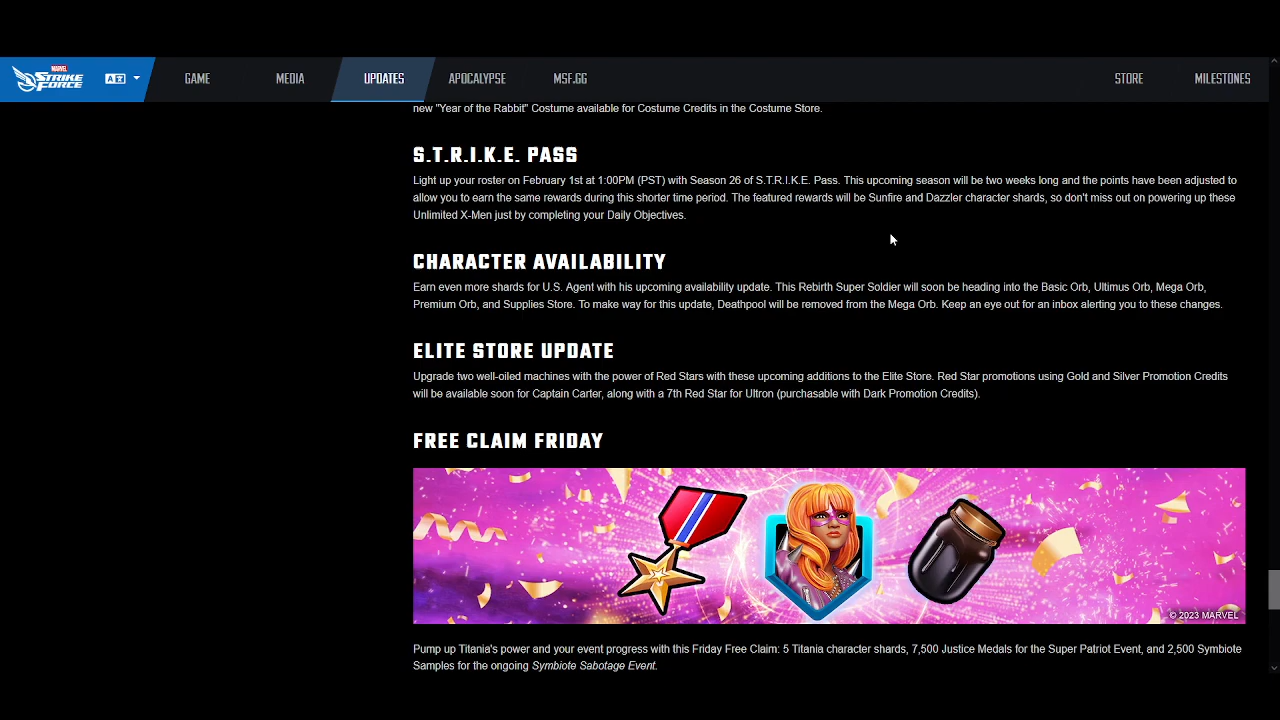 MARVEL
STRIKE
FORCE
GAME
MEDIA
UPDATES
APOCALYPSE
MSF.GG
STORE
MILESTONES
new "Year of the Rabbit" Costume available for Costume Credits in the Costume Store.
S.T.R.I.K.E. PASS
Light up your roster on February 1st at 1:00PM (PST) with Season 26 of S.T.R.I.K.E. Pass. This upcoming season will be two weeks long and the points have been adjusted to
allow you to earn the same rewards during this shorter time period. The featured rewards will be Sunfire and Dazzler character shards, so don't miss out on powering up these
Unlimited X-Men just by completing your Daily Objectives.
CHARACTER AVAILABILITY
Earn even more shards for U.S. Agent with his upcoming availability update. This Rebirth Super Soldier will soon be heading into the Basic Orb, Ultimus Orb, Mega Orb,
Premium Orb, and Supplies Store. To make way for this update, Deathpool will be removed from the Mega Orb. Keep an eye out for an inbox alerting you to these changes.
ELITE STORE UPDATE
Upgrade two well-oiled machines with the power of Red Stars with these upcoming additions to the Elite Store. Red Star promotions using Gold and Silver Promotion Credits
will be available soon for Captain Carter, along with a 7th Red Star for Ultron (purchasable with Dark Promotion Credits).
FREE CLAIM FRIDAY
© 2023 MARVEL
Pump up Titania's power and your event progress with this Friday Free Claim: 5 Titania character shards, 7,500 Justice Medals for the Super Patriot Event, and 2,500 Symbiote
Samples for the ongoing Symbiote Sabotage Event.